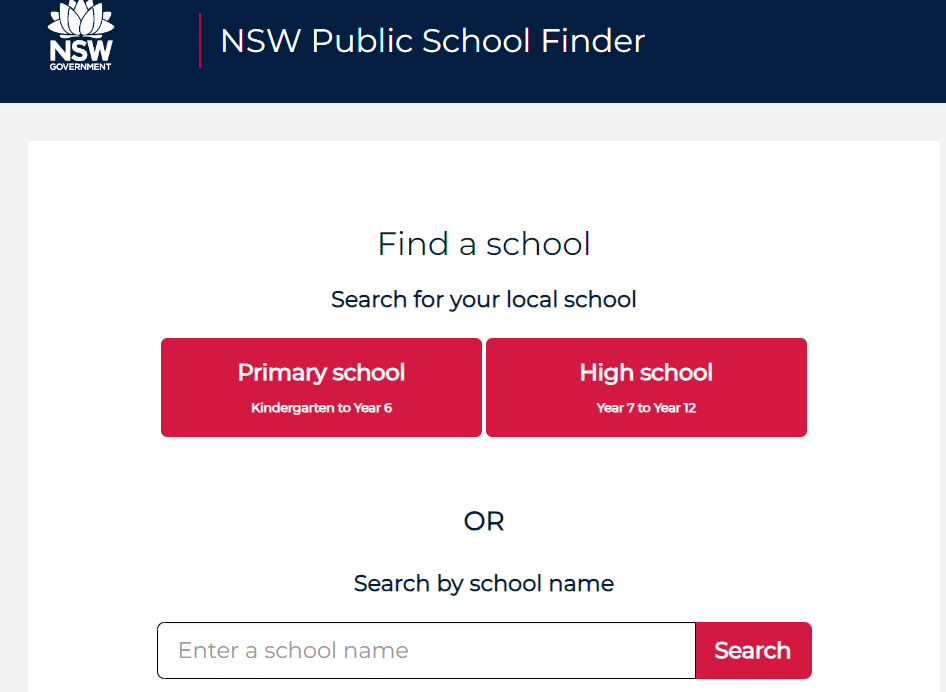 NSW
GOVERNMENT
NSW Public School Finder
Find a school
Search for your local school
Primary school
Kindergarten to Year 6
High school
Year 7 to Year 12
OR
Search by school name
Enter a school name
Search